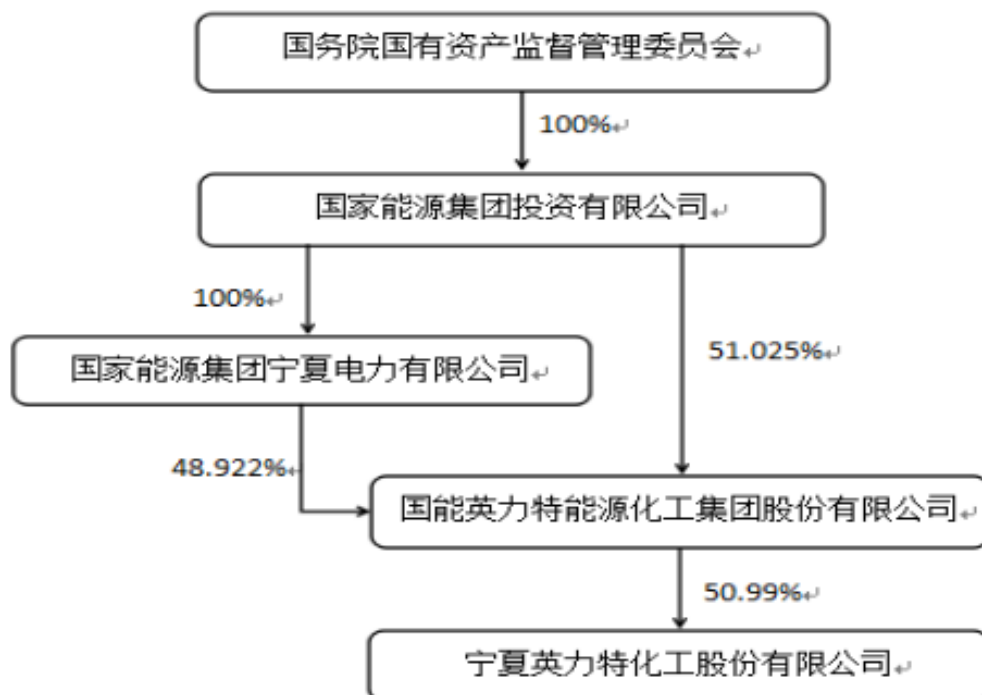 国务院国有资产监督管理委员会↵
100%↵
国家能源集团投资有限公司↵
100%↵
51.025%↵
国家能源集团宁夏电力有限公司↵
48.922%↵
国能英力特能源化工集团股份有限公司↵
50.99%↵
宁夏英力特化工股份有限公司↵